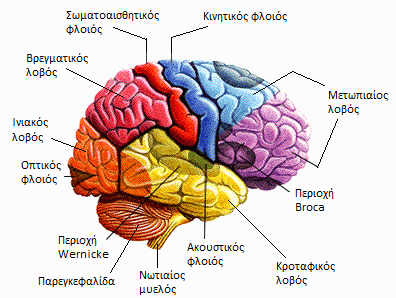 Σωματοαισθητικός
φλοιός
Κινητικός φλοιός
Βρεγματικός
λοβός
Μετωπιαίος
λοβός
Ινιακός
λοβός
Οπτικός
φλοιός
Περιοχή
Broca
Περιοχή
Wernicke
Ακουστικός
φλοιός
Κροταφικός
λοβός
Παρεγκεφαλίδα
Νωτιαίος
μυελός